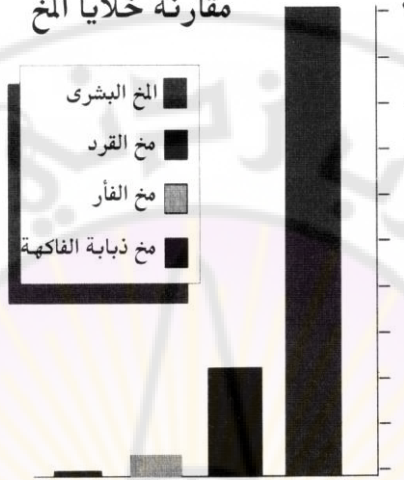 مقارنة خلايا المخ
المخ البشرى
مخ القرد
مخ الفأر
مخ ذبابة الفاكهة